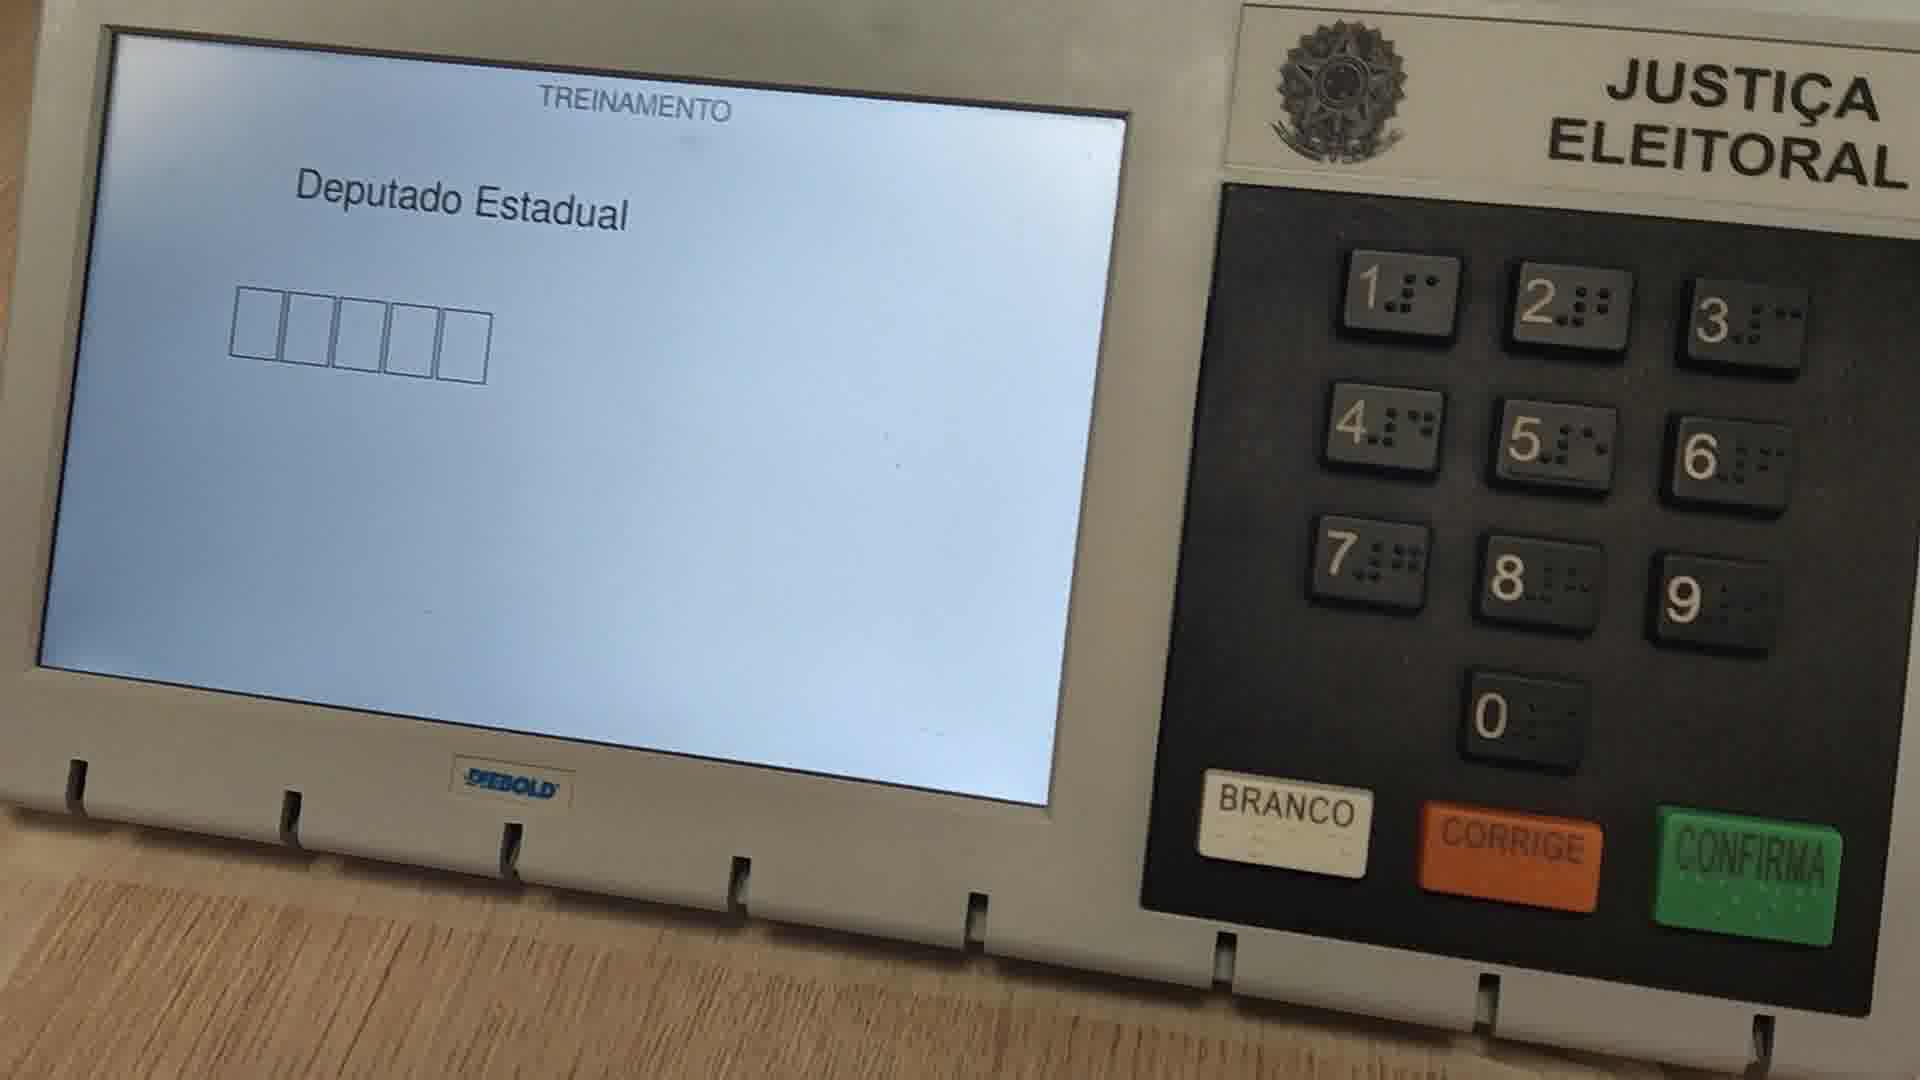 TREINAMENTO
Deputado Estadual
DIEBOLD
JUSTIÇA
ELEITORAL
1 2 3
4 5 6
7 8 9
0
BRANCO CORRIGE CONFIRMA